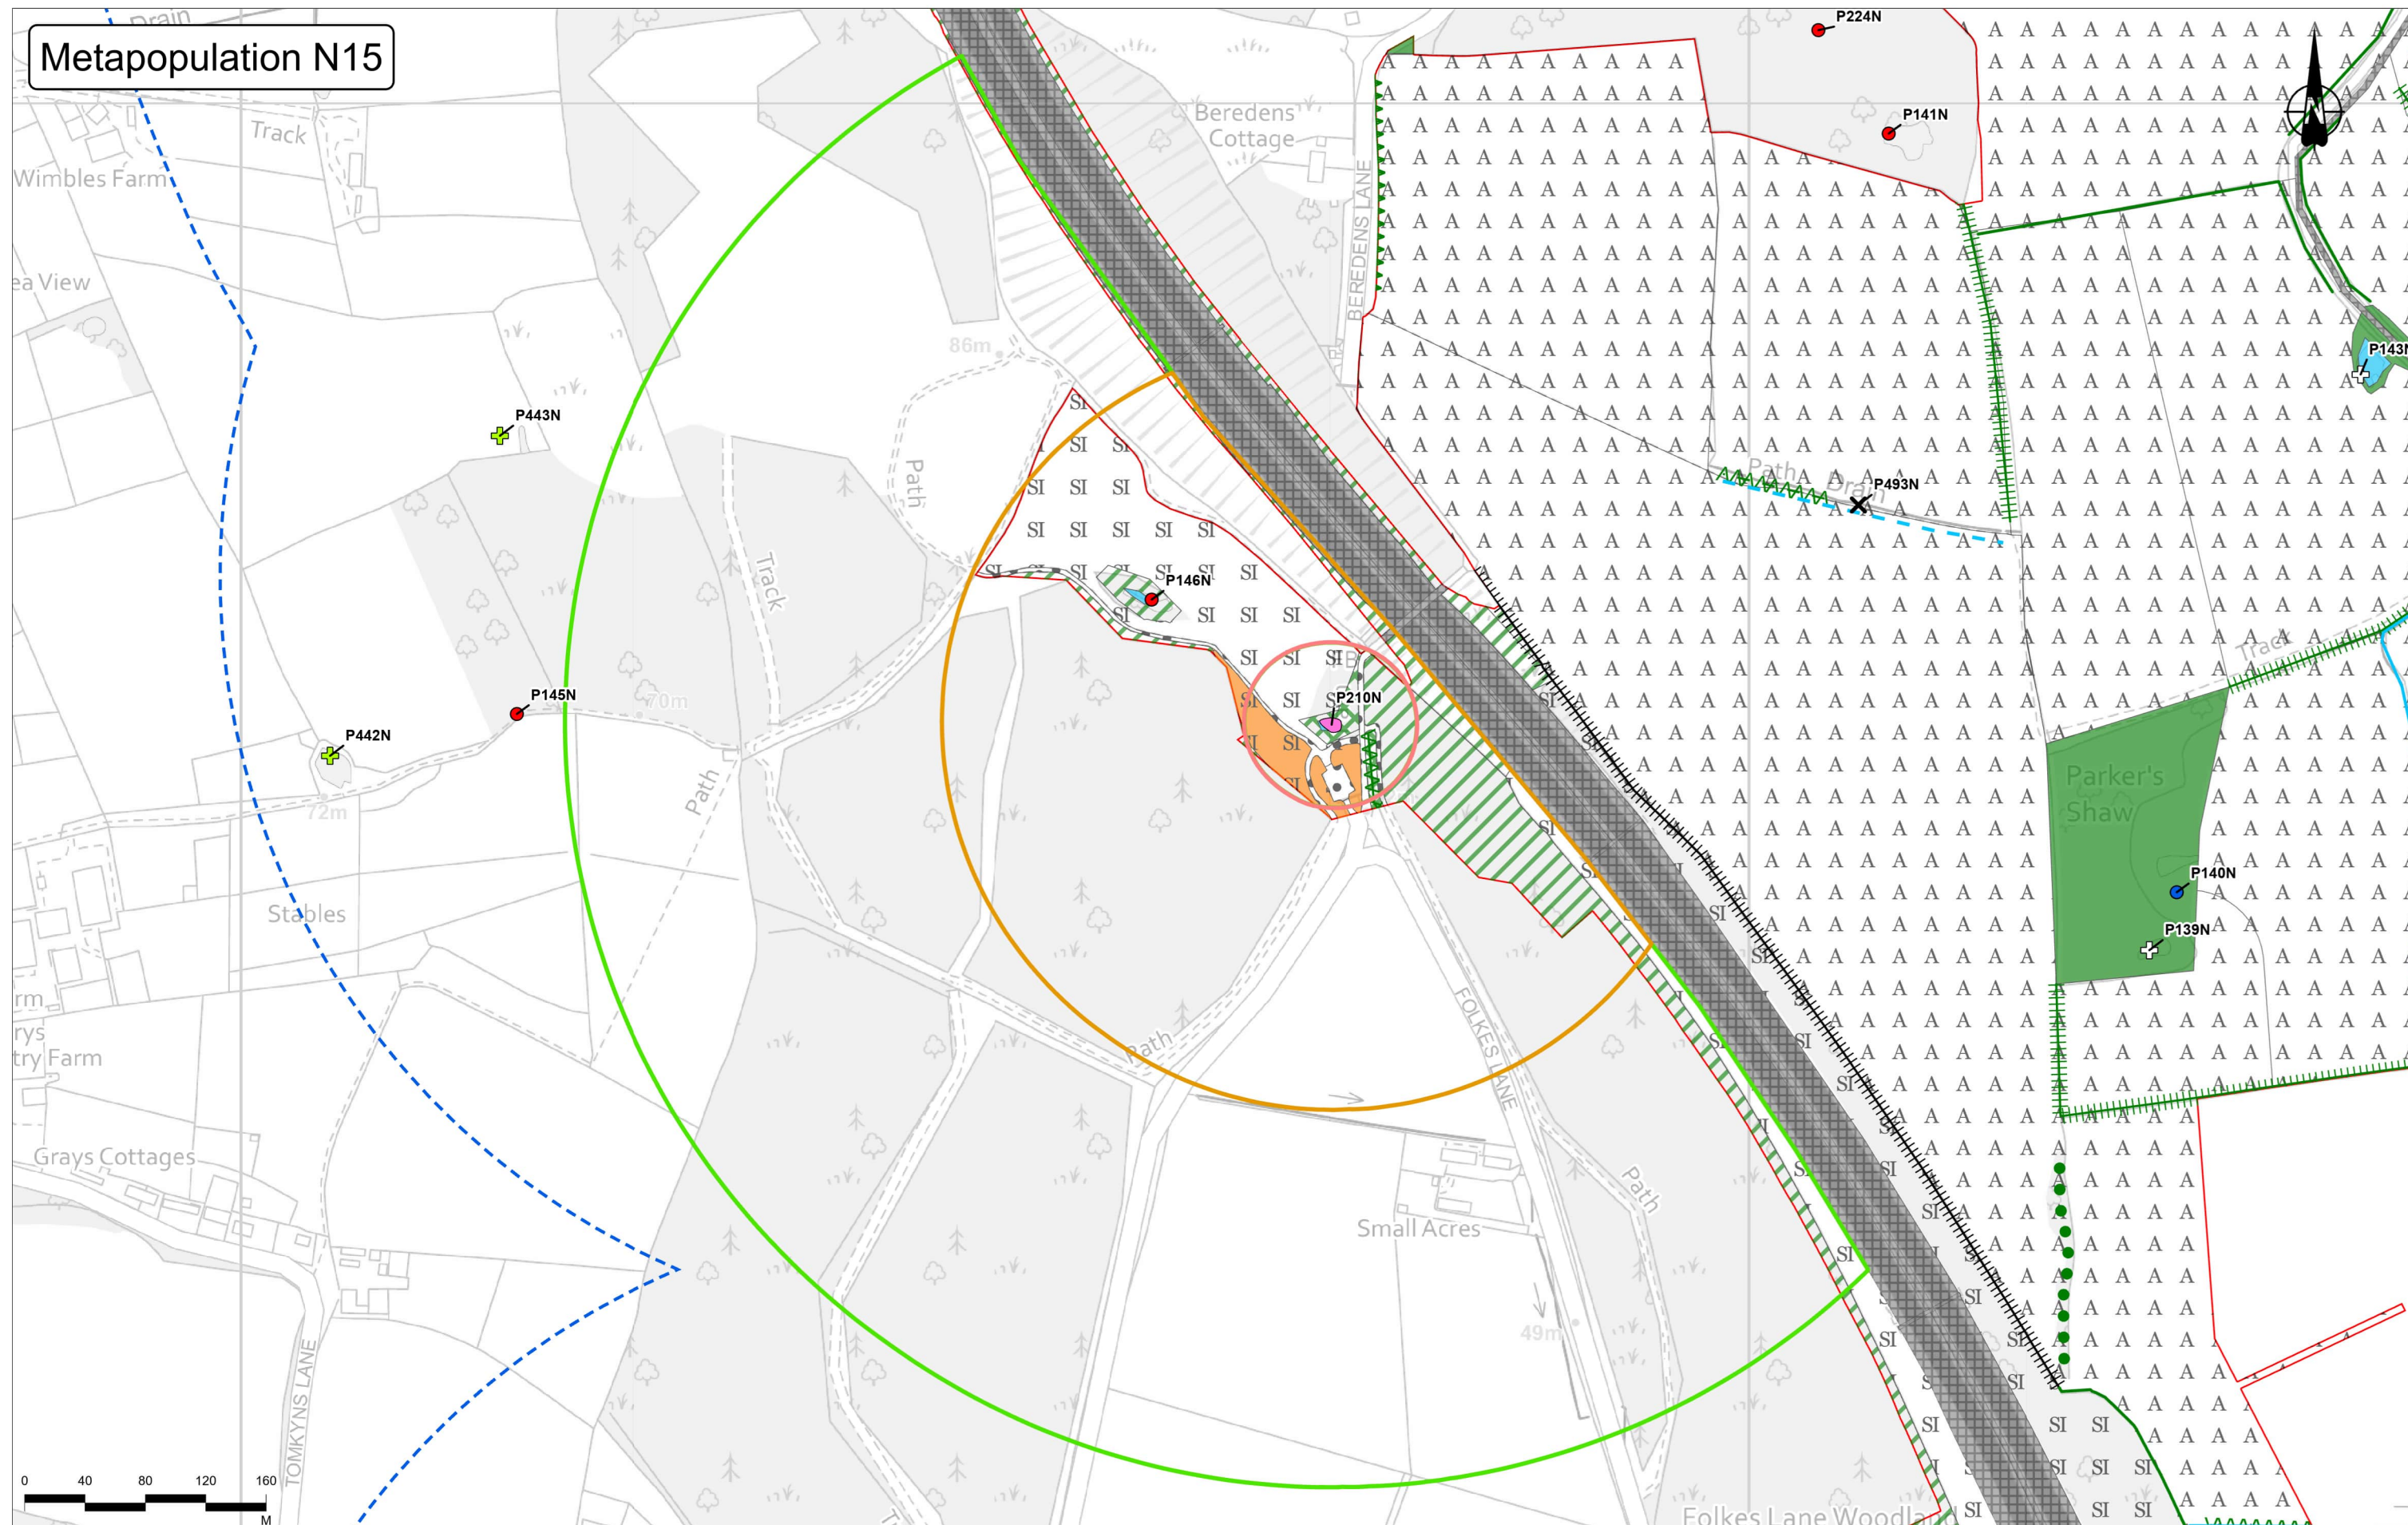 Metapopulation N15
Drain
Track
Wimbles Farm
ea View
Beredens
Cottage
BEREDENS LANE
P224N
P141N
N
P143N
86m
P443N
Path
Track
Path
Drain
P493N
P146N
P145N
70m
P442N
72m
P210N
Path
Track
Parker's
Shaw
P140N
P139N
Stables
rm
rys
try Farm
Path
FOLKES LANE
Grays Cottages
Path
Small Acres
49m
TOMKYNS LANE
Folkes Lane Woodla
0 40 80 120 160
M